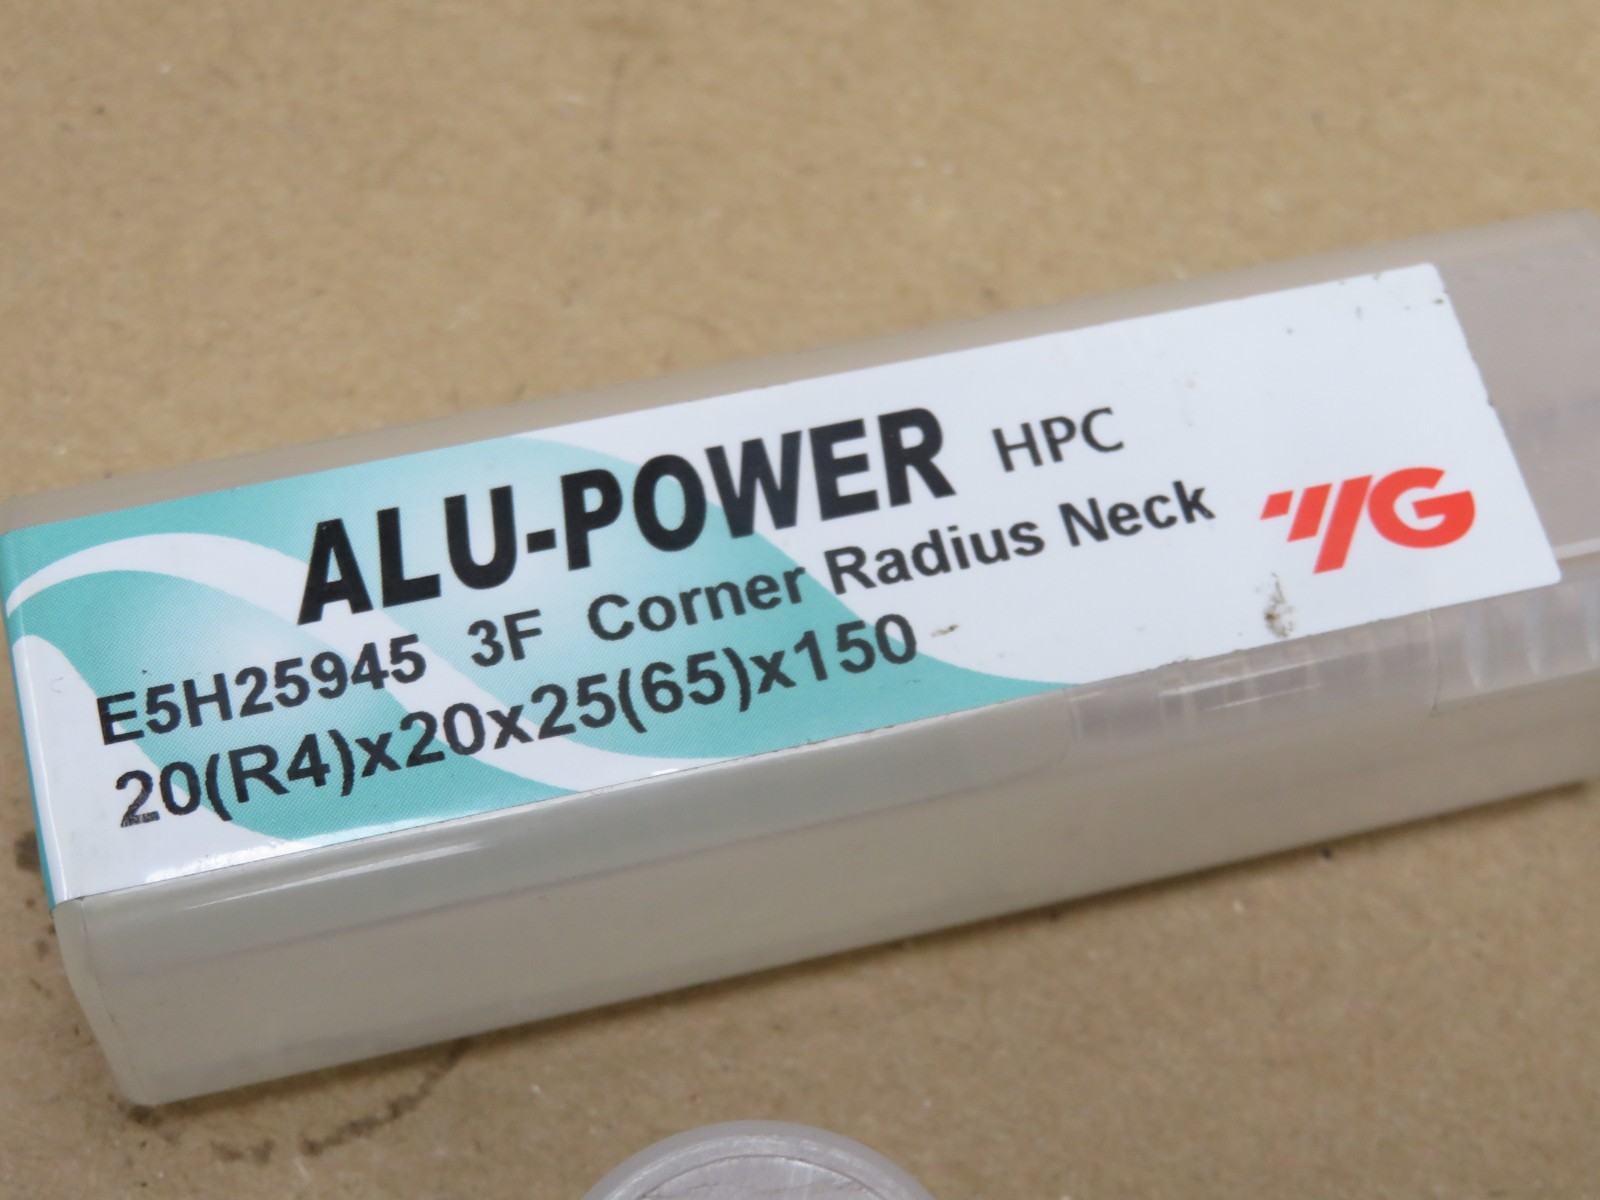 ALU-POWER HPC
E5H25945 3F Corner Radius Neck
20(R4)x20x25(65)x150
YG